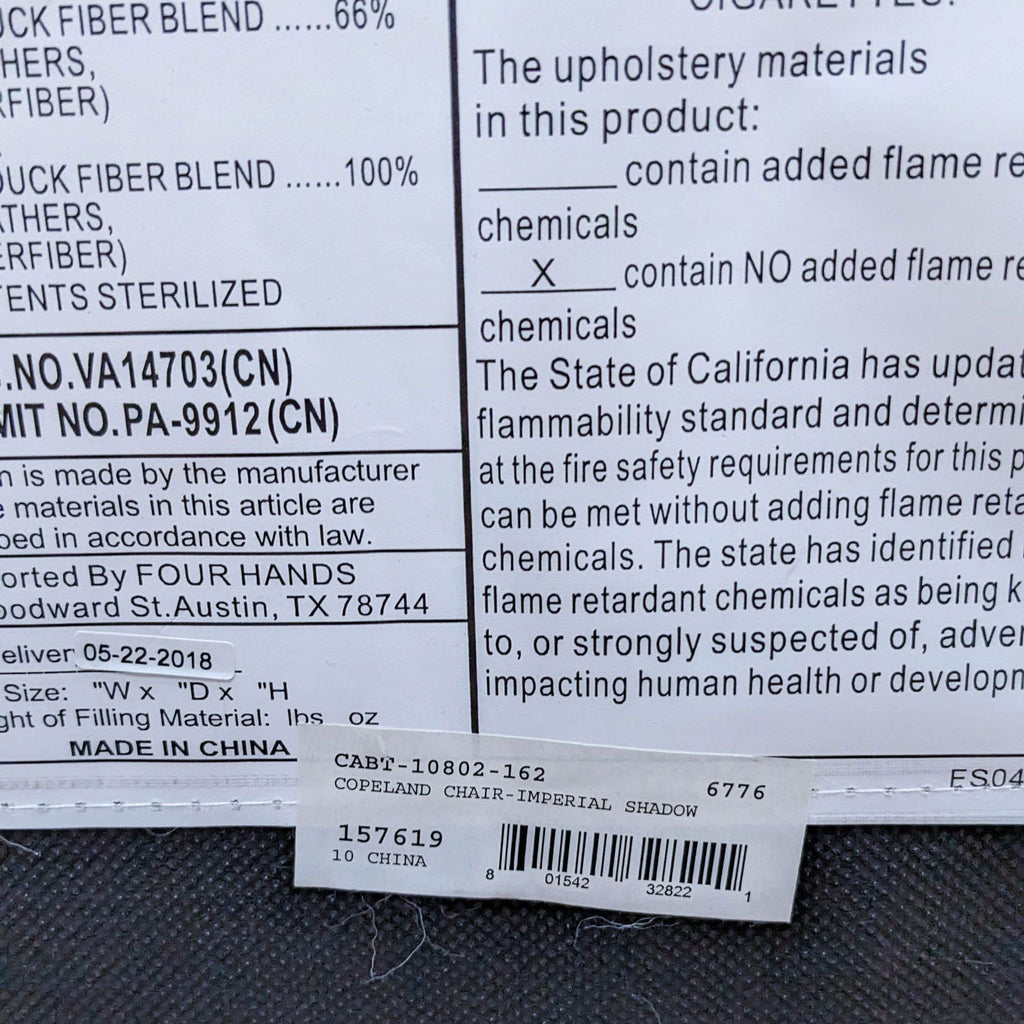 UCK FIBER BLEND ......66%
HERS,
RFIBER)
DUCK FIBER BLEND ......100%
ATHERS,
ERFIBER)
TENTS STERILIZED
.NO.VA14703(CN)
MIT NO.PA-9912(CN)
n is made by the manufacturer
e materials in this article are
bed in accordance with law.
orted By FOUR HANDS
oodward St.Austin, TX 78744
eliver 05-22-2018
Size: "W x "D x "H
ght of Filling Material: lbs oz
MADE IN CHINA
The upholstery materials
in this product:
______ contain added flame re
chemicals
___X___ contain NO added flame re
chemicals
The State of California has updat
flammability standard and determi
at the fire safety requirements for this p
can be met without adding flame reta
chemicals. The state has identified
flame retardant chemicals as being k
to, or strongly suspected of, adver
impacting human health or developm
ES04
CABT-10802-162 6776
COPELAND CHAIR-IMPERIAL SHADOW
157619
10 CHINA
8 01542 32822 1